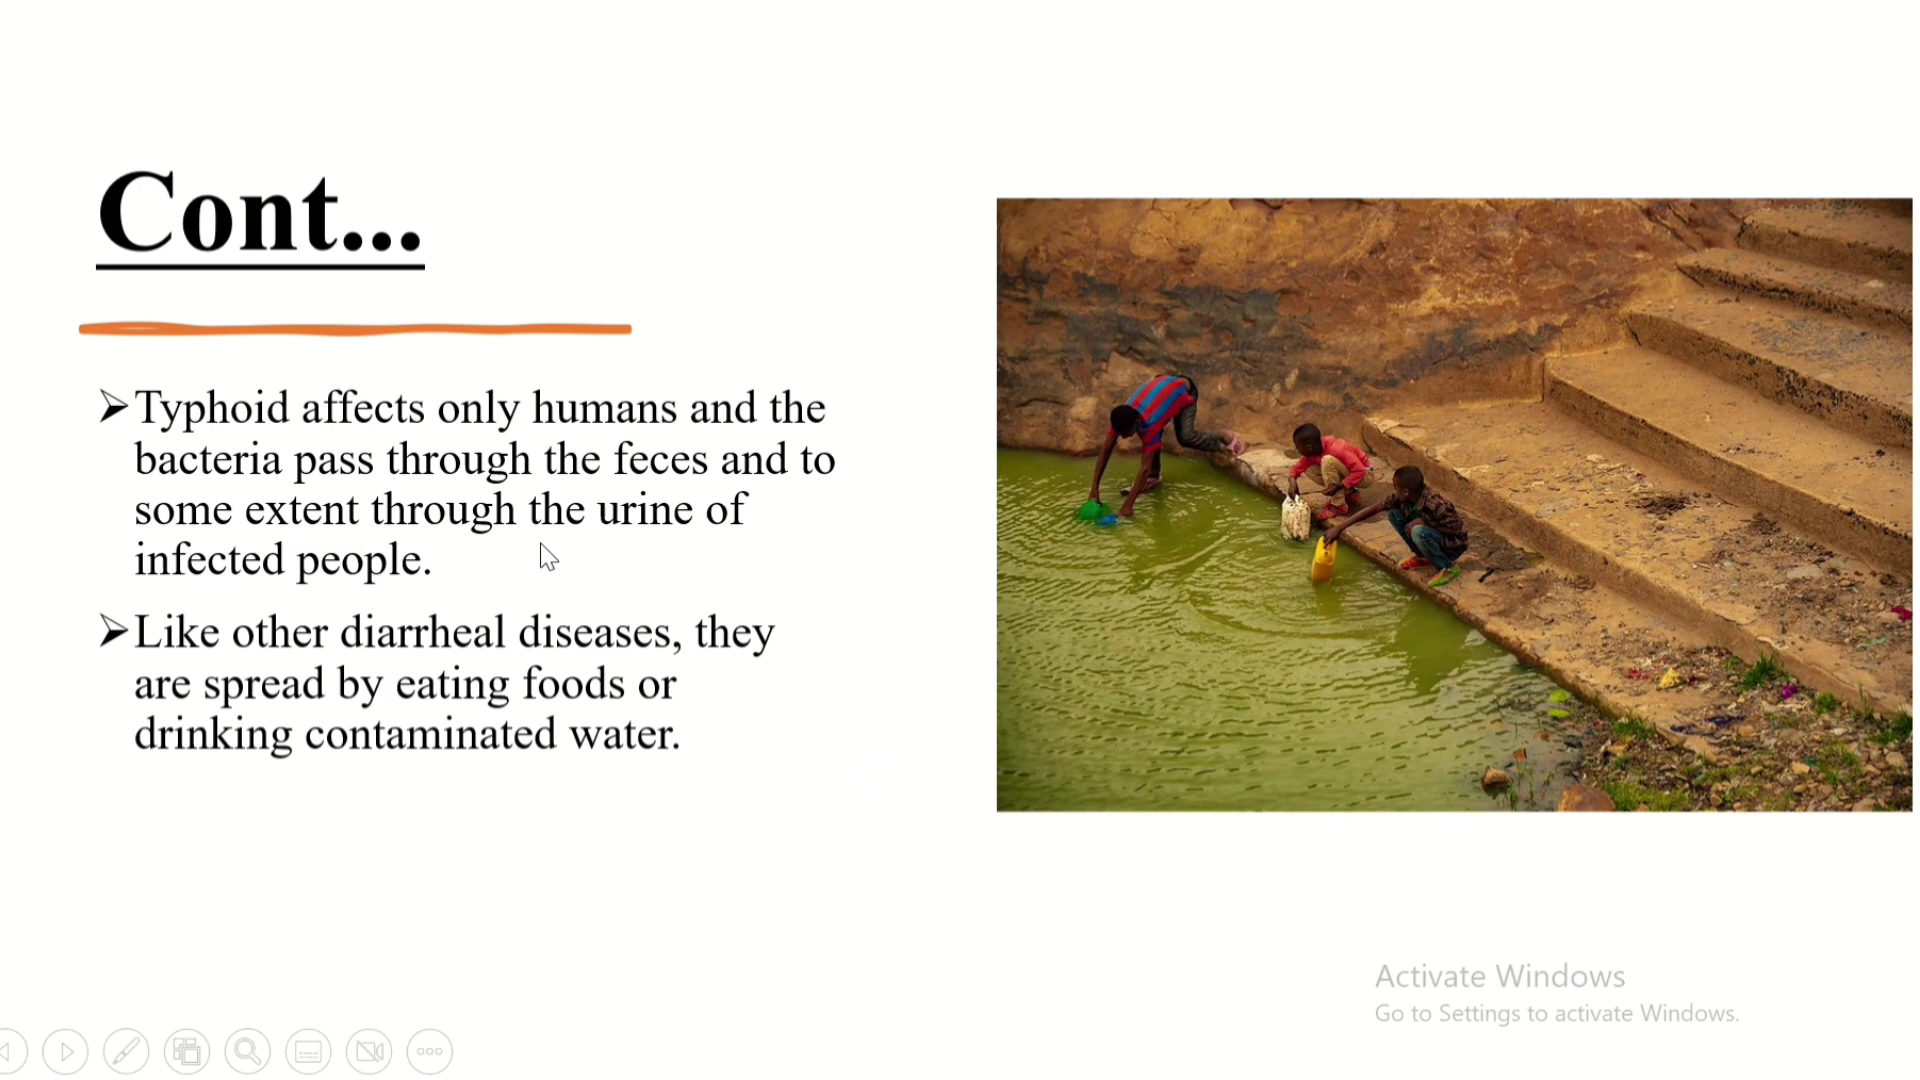 Cont...
➢Typhoid affects only humans and the
bacteria pass through the feces and to
some extent through the urine of
infected people.
➢Like other diarrheal diseases, they
are spread by eating foods or
drinking contaminated water.
Activate Windows
Go to Settings to activate Windows.